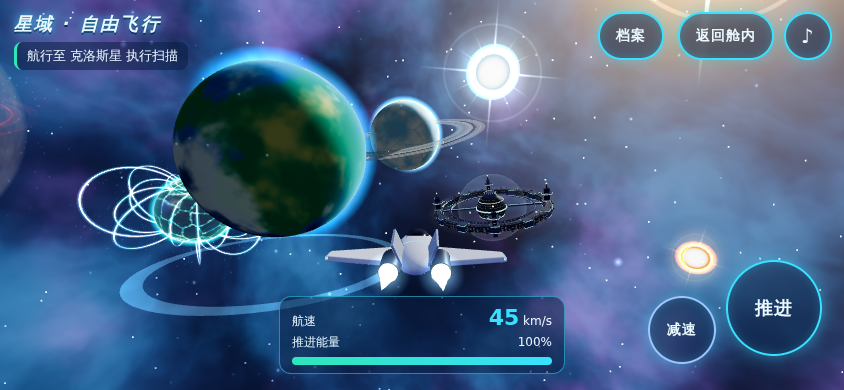 星域 · 自由飞行
航行至 克洛斯星 执行扫描
档案
返回舱内
♪
航速 45 km/s
推进能量 100%
减速
推进